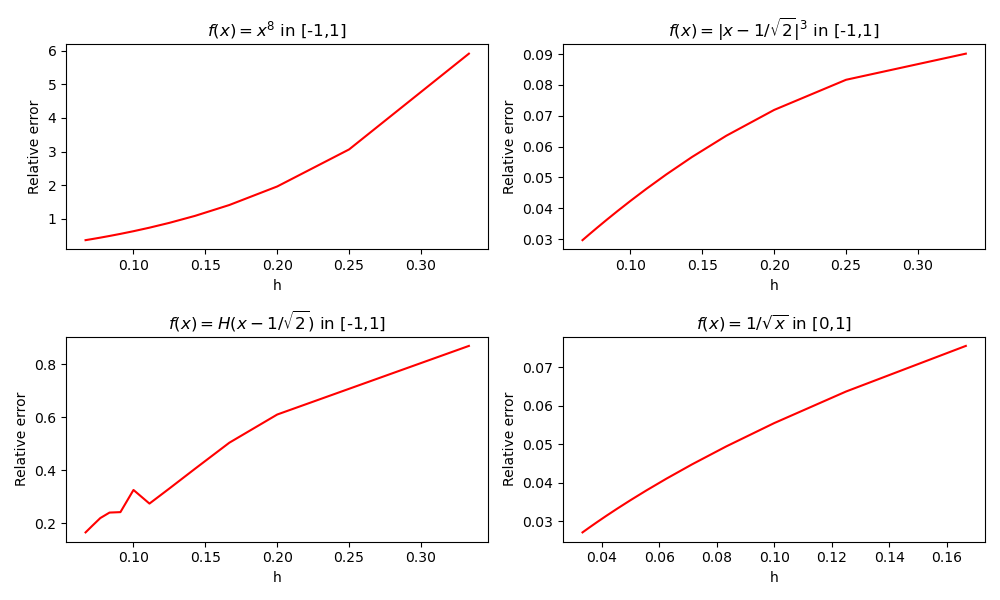 f(x) = x⁸ in [-1,1]
6
5
4
3
2
1
Relative error
0.10 0.15 0.20 0.25 0.30
h
f(x) = |x − 1/√2|³ in [-1,1]
0.09
0.08
0.07
0.06
0.05
0.04
0.03
Relative error
0.10 0.15 0.20 0.25 0.30
h
f(x) = H(x − 1/√2) in [-1,1]
0.8
0.6
0.4
0.2
Relative error
0.10 0.15 0.20 0.25 0.30
h
f(x) = 1/√x in [0,1]
0.07
0.06
0.05
0.04
0.03
Relative error
0.04 0.06 0.08 0.10 0.12 0.14 0.16
h